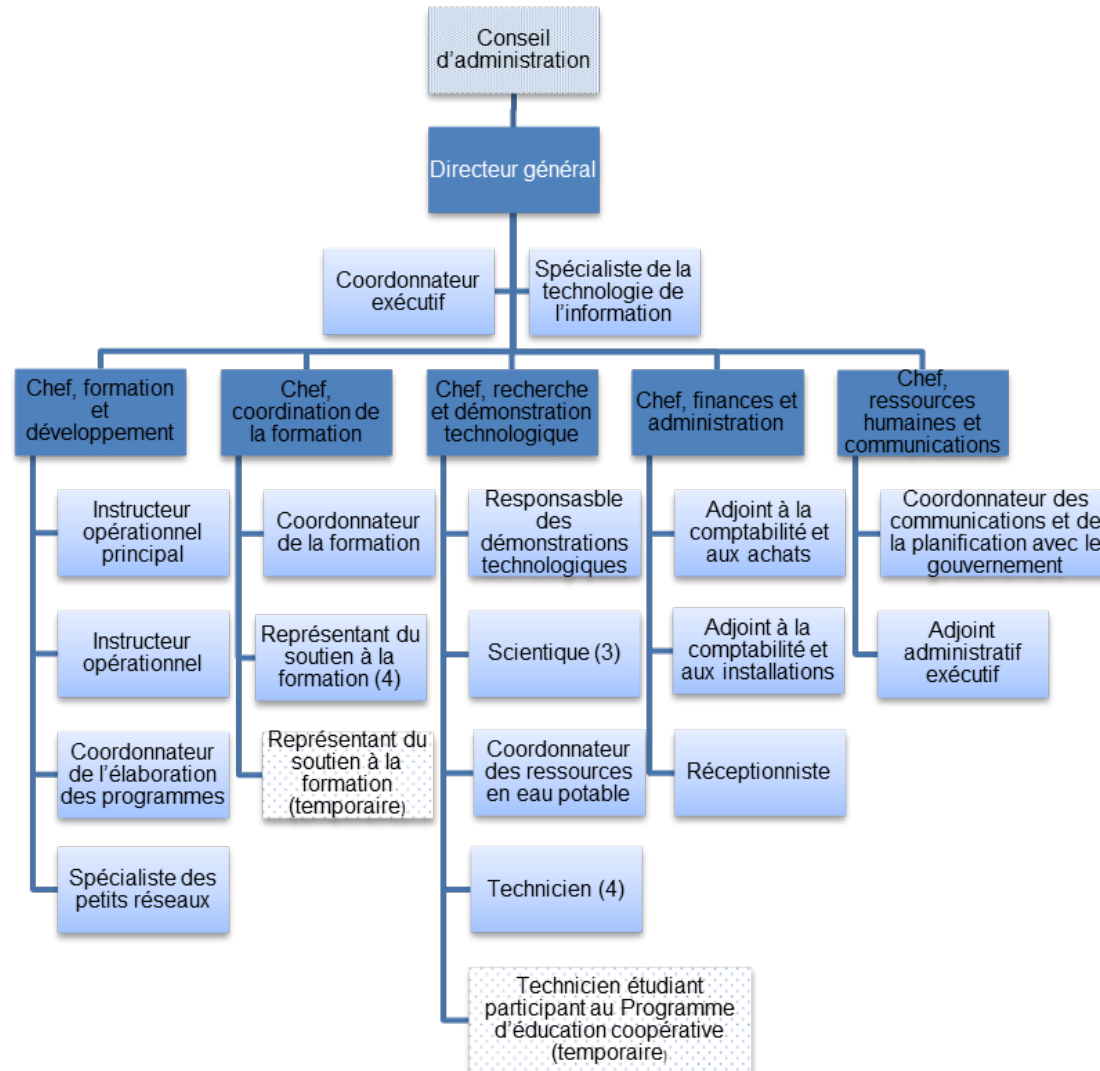 Conseil
d’administration
Directeur général
Coordonnateur
exécutif
Spécialiste de la
technologie de
l’information
Chef, formation
et
développement
Chef,
coordination de
la formation
Chef, recherche
et démonstration
technologique
Chef, finances et
administration
Chef,
ressources
humaines et
communications
Instructeur
opérationnel
principal
Instructeur
opérationnel
Coordonnateur
de l’élaboration
des programmes
Spécialiste des
petits réseaux
Coordonnateur
de la formation
Représentant du
soutien à la
formation (4)
Représentant du
soutien à la
formation
(temporaire)
Responsasble
des
démonstrations
technologiques
Scientique (3)
Coordonnateur
des ressources
en eau potable
Technicien (4)
Technicien étudiant
participant au Programme
d’éducation coopérative
(temporaire)
Adjoint à la
comptabilité et
aux achats
Adjoint à la
comptabilité et
aux installations
Réceptionniste
Coordonnateur des
communications et de
la planification avec le
gouvernement
Adjoint
administratif
exécutif